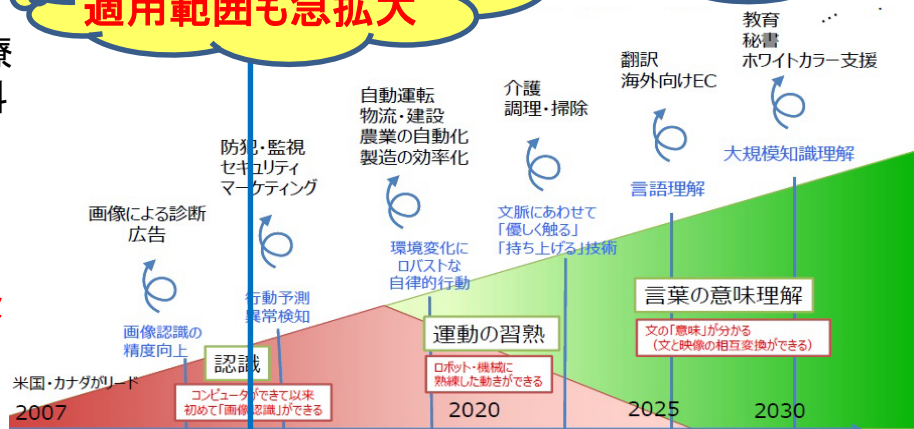 適用範囲も急拡大
療
教育 …
秘書
ホワイトカラー支援
翻訳
海外向けEC
介護
調理・掃除
自動運転
物流・建設
農業の自動化
製造の効率化
防犯・監視
セキュリティ
マーケティング
画像による診断
広告
大規模知識理解
言語理解
文脈にあわせて
「優しく触る」
「持ち上げる」技術
環境変化に
ロバストな
自律的行動
行動予測
異常検知
画像認識の
精度向上
言葉の意味理解
文の「意味」が分かる
（文と映像の相互変換ができる）
運動の習熟
ロボット・機械に
熟練した動きができる
認識
コンピュータができて以来
初めて「画像認識」ができる
米国・カナダがリード
2007
2020
2025
2030